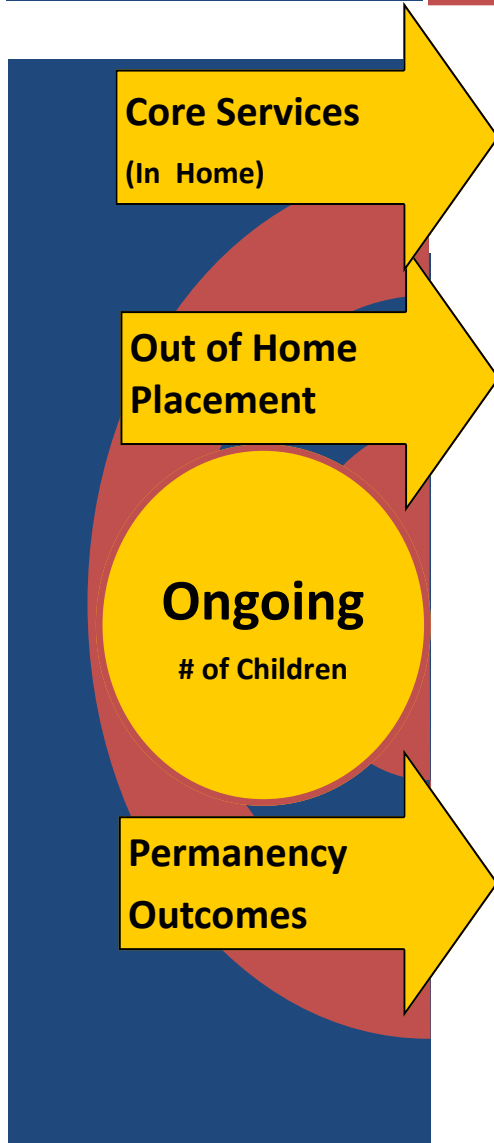 Core Services
(In Home)
Out of Home
Placement
Ongoing
# of Children
Permanency
Outcomes